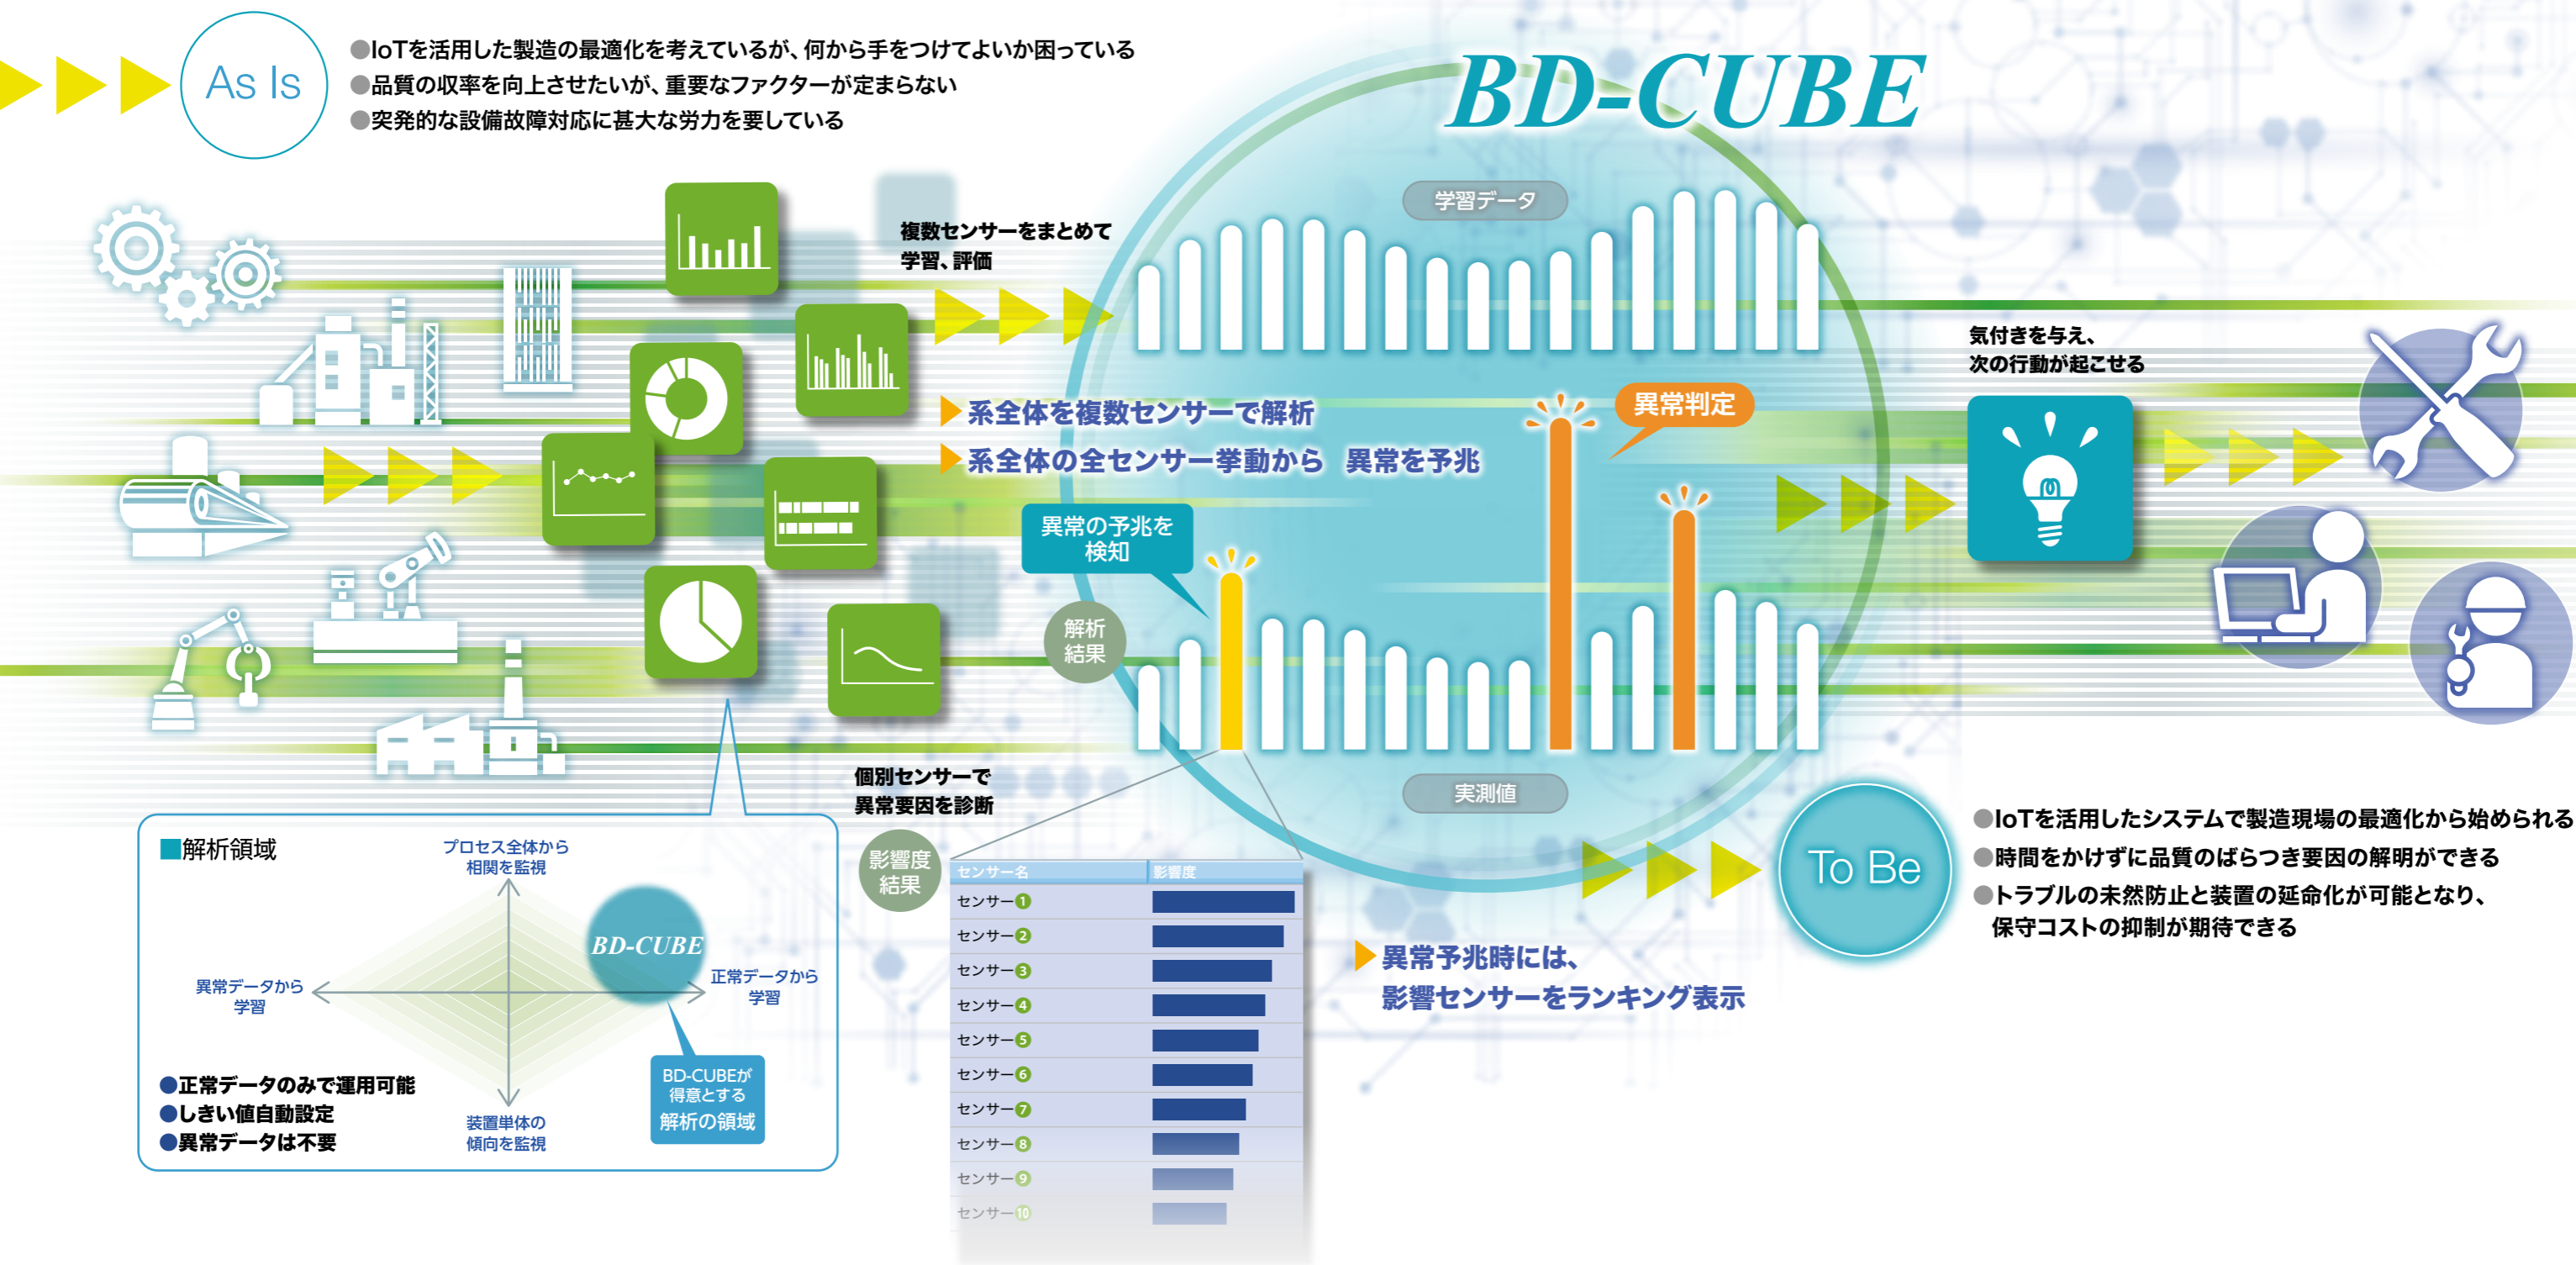 As Is
●IoTを活用した製造の最適化を考えているが、何から手をつけてよいか困っている
●品質の収率を向上させたいが、重要なファクターが定まらない
●突発的な設備故障対応に甚大な労力を要している
BD-CUBE
複数センサーをまとめて
学習、評価
学習データ
▶系全体を複数センサーで解析
▶系全体の全センサー挙動から 異常を予兆
異常判定
異常の予兆を
検知
解析
結果
実測値
気付きを与え、
次の行動が起こせる
個別センサーで
異常要因を診断
影響度
結果
センサー名 影響度
センサー❶
センサー❷
センサー❸
センサー❹
センサー❺
センサー❻
センサー❼
センサー❽
センサー❾
センサー❿
▶異常予兆時には、
影響センサーをランキング表示
To Be
●IoTを活用したシステムで製造現場の最適化から始められる
●時間をかけずに品質のばらつき要因の解明ができる
●トラブルの未然防止と装置の延命化が可能となり、
保守コストの抑制が期待できる
■解析領域
プロセス全体から
相関を監視
BD-CUBE
異常データから
学習
正常データから
学習
装置単体の
傾向を監視
BD-CUBEが
得意とする
解析の領域
●正常データのみで運用可能
●しきい値自動設定
●異常データは不要